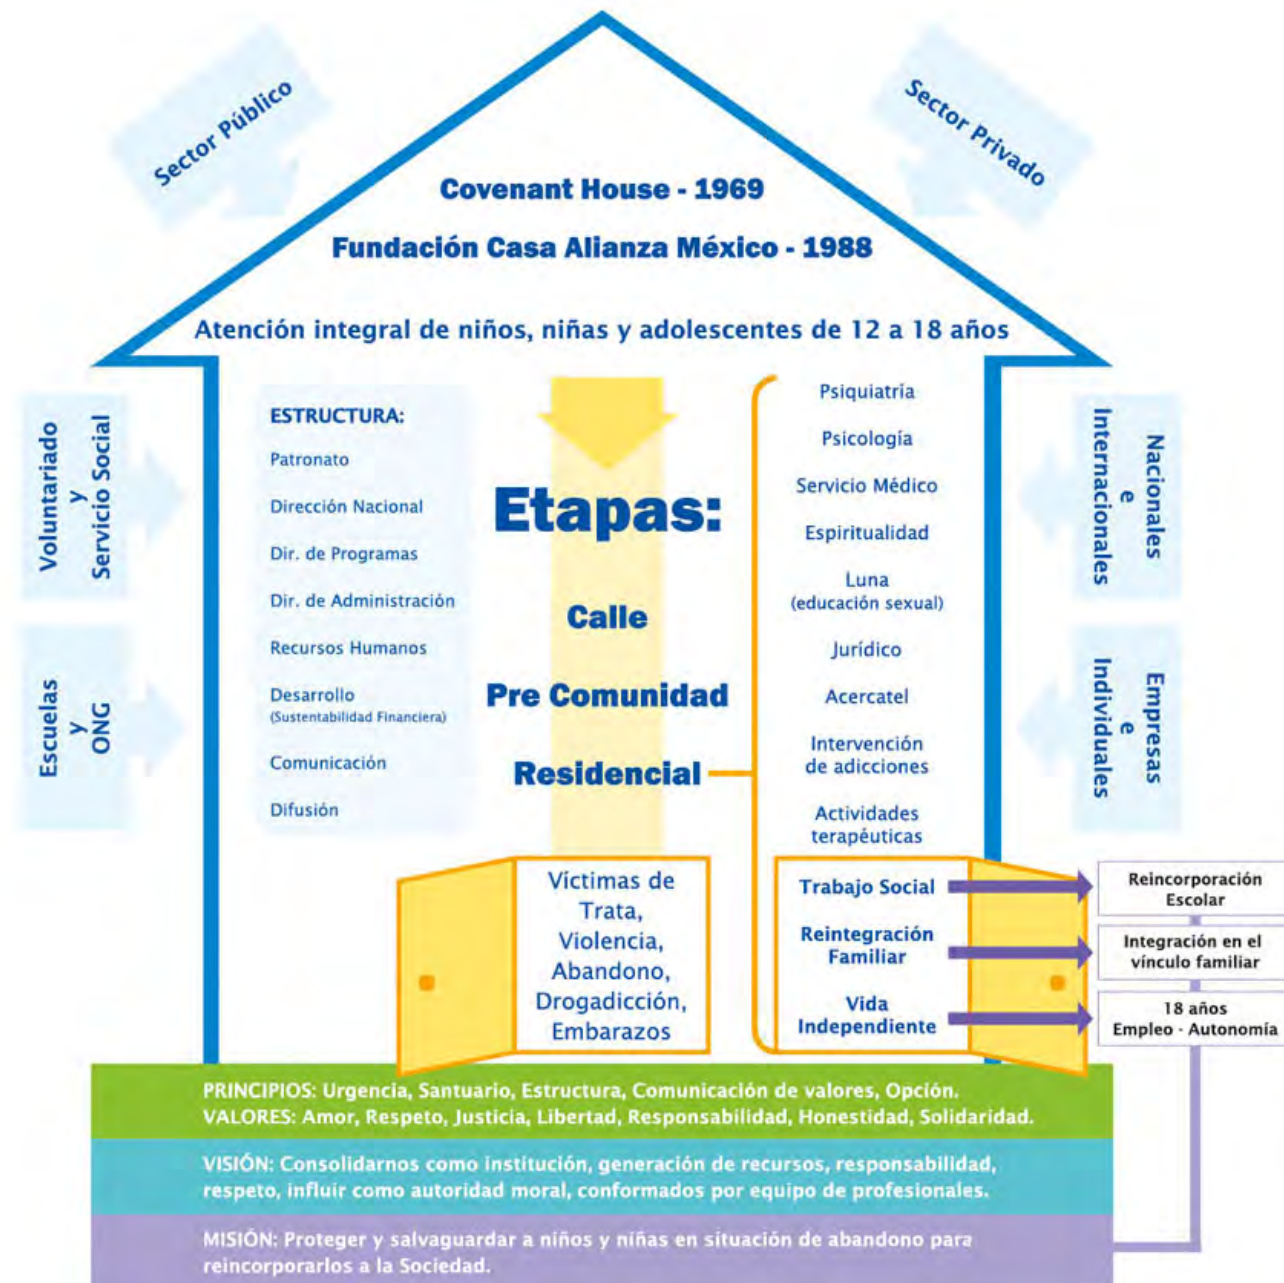 Sector Público
Sector Privado
Covenant House - 1969
Fundación Casa Alianza México - 1988
Atención integral de niños, niñas y adolescentes de 12 a 18 años
Voluntariado
y
Servicio Social
Escuelas
y
ONG
ESTRUCTURA:
Patronato
Dirección Nacional
Dir. de Programas
Dir. de Administración
Recursos Humanos
Desarrollo
(Sustentabilidad Financiera)
Comunicación
Difusión
Etapas:
Calle
Pre Comunidad
Residencial
Víctimas de
Trata,
Violencia,
Abandono,
Drogadicción,
Embarazos
Psiquiatría
Psicología
Servicio Médico
Espiritualidad
Luna
(educación sexual)
Jurídico
Acercatel
Intervención
de adicciones
Actividades
terapéuticas
Trabajo Social
Reintegración
Familiar
Vida
Independiente
Nacionales
e
Internacionales
Empresas
e
Individuales
Reincorporación
Escolar
Integración en el
vínculo familiar
18 años
Empleo - Autonomía
PRINCIPIOS: Urgencia, Santuario, Estructura, Comunicación de valores, Opción.
VALORES: Amor, Respeto, Justicia, Libertad, Responsabilidad, Honestidad, Solidaridad.
VISIÓN: Consolidarnos como institución, generación de recursos, responsabilidad,
respeto, influir como autoridad moral, conformados por equipo de profesionales.
MISIÓN: Proteger y salvaguardar a niños y niñas en situación de abandono para
reincorporarlos a la Sociedad.